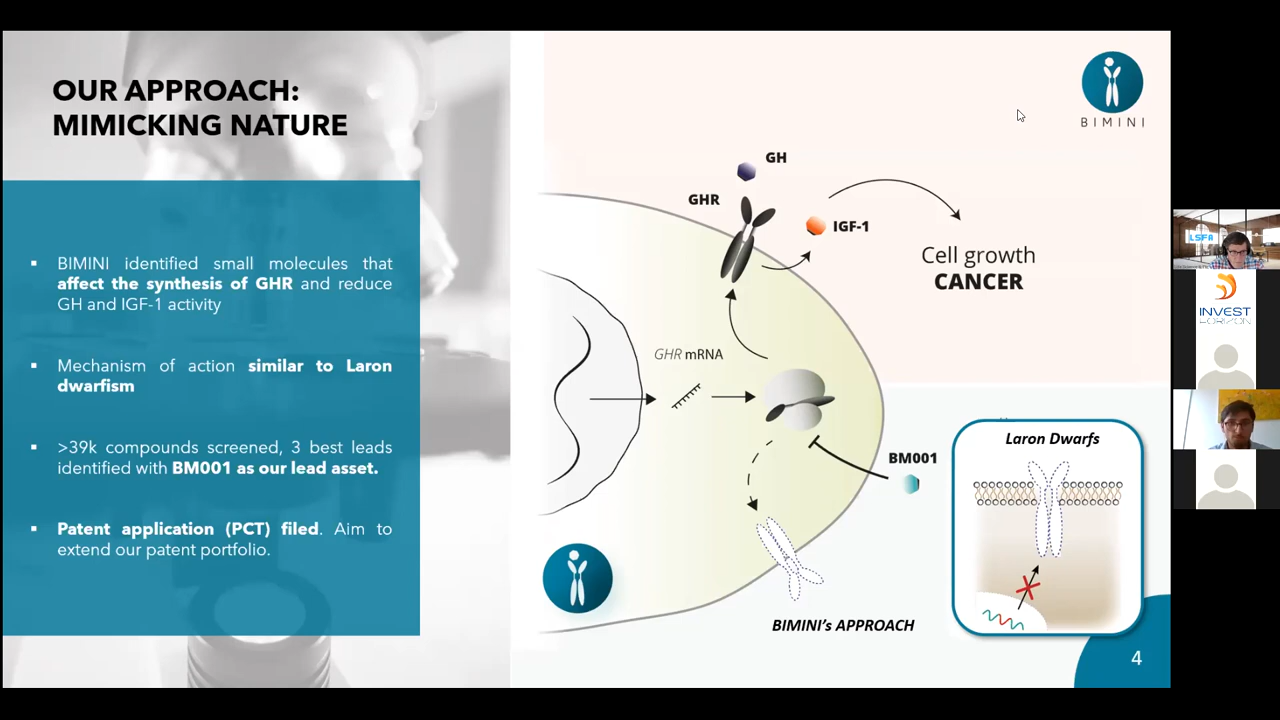 OUR APPROACH:
MIMICKING NATURE
BIMINI identified small molecules that
affect the synthesis of GHR and reduce
GH and IGF-1 activity
Mechanism of action similar to Laron
dwarfism
>39k compounds screened, 3 best leads
identified with BM001 as our lead asset.
Patent application (PCT) filed. Aim to
extend our patent portfolio.
BIMINI
GH
GHR
IGF-1
Cell growth
CANCER
GHR mRNA
BM001
BIMINI's APPROACH
Laron Dwarfs
4
LSFA
INVEST
HORIZON